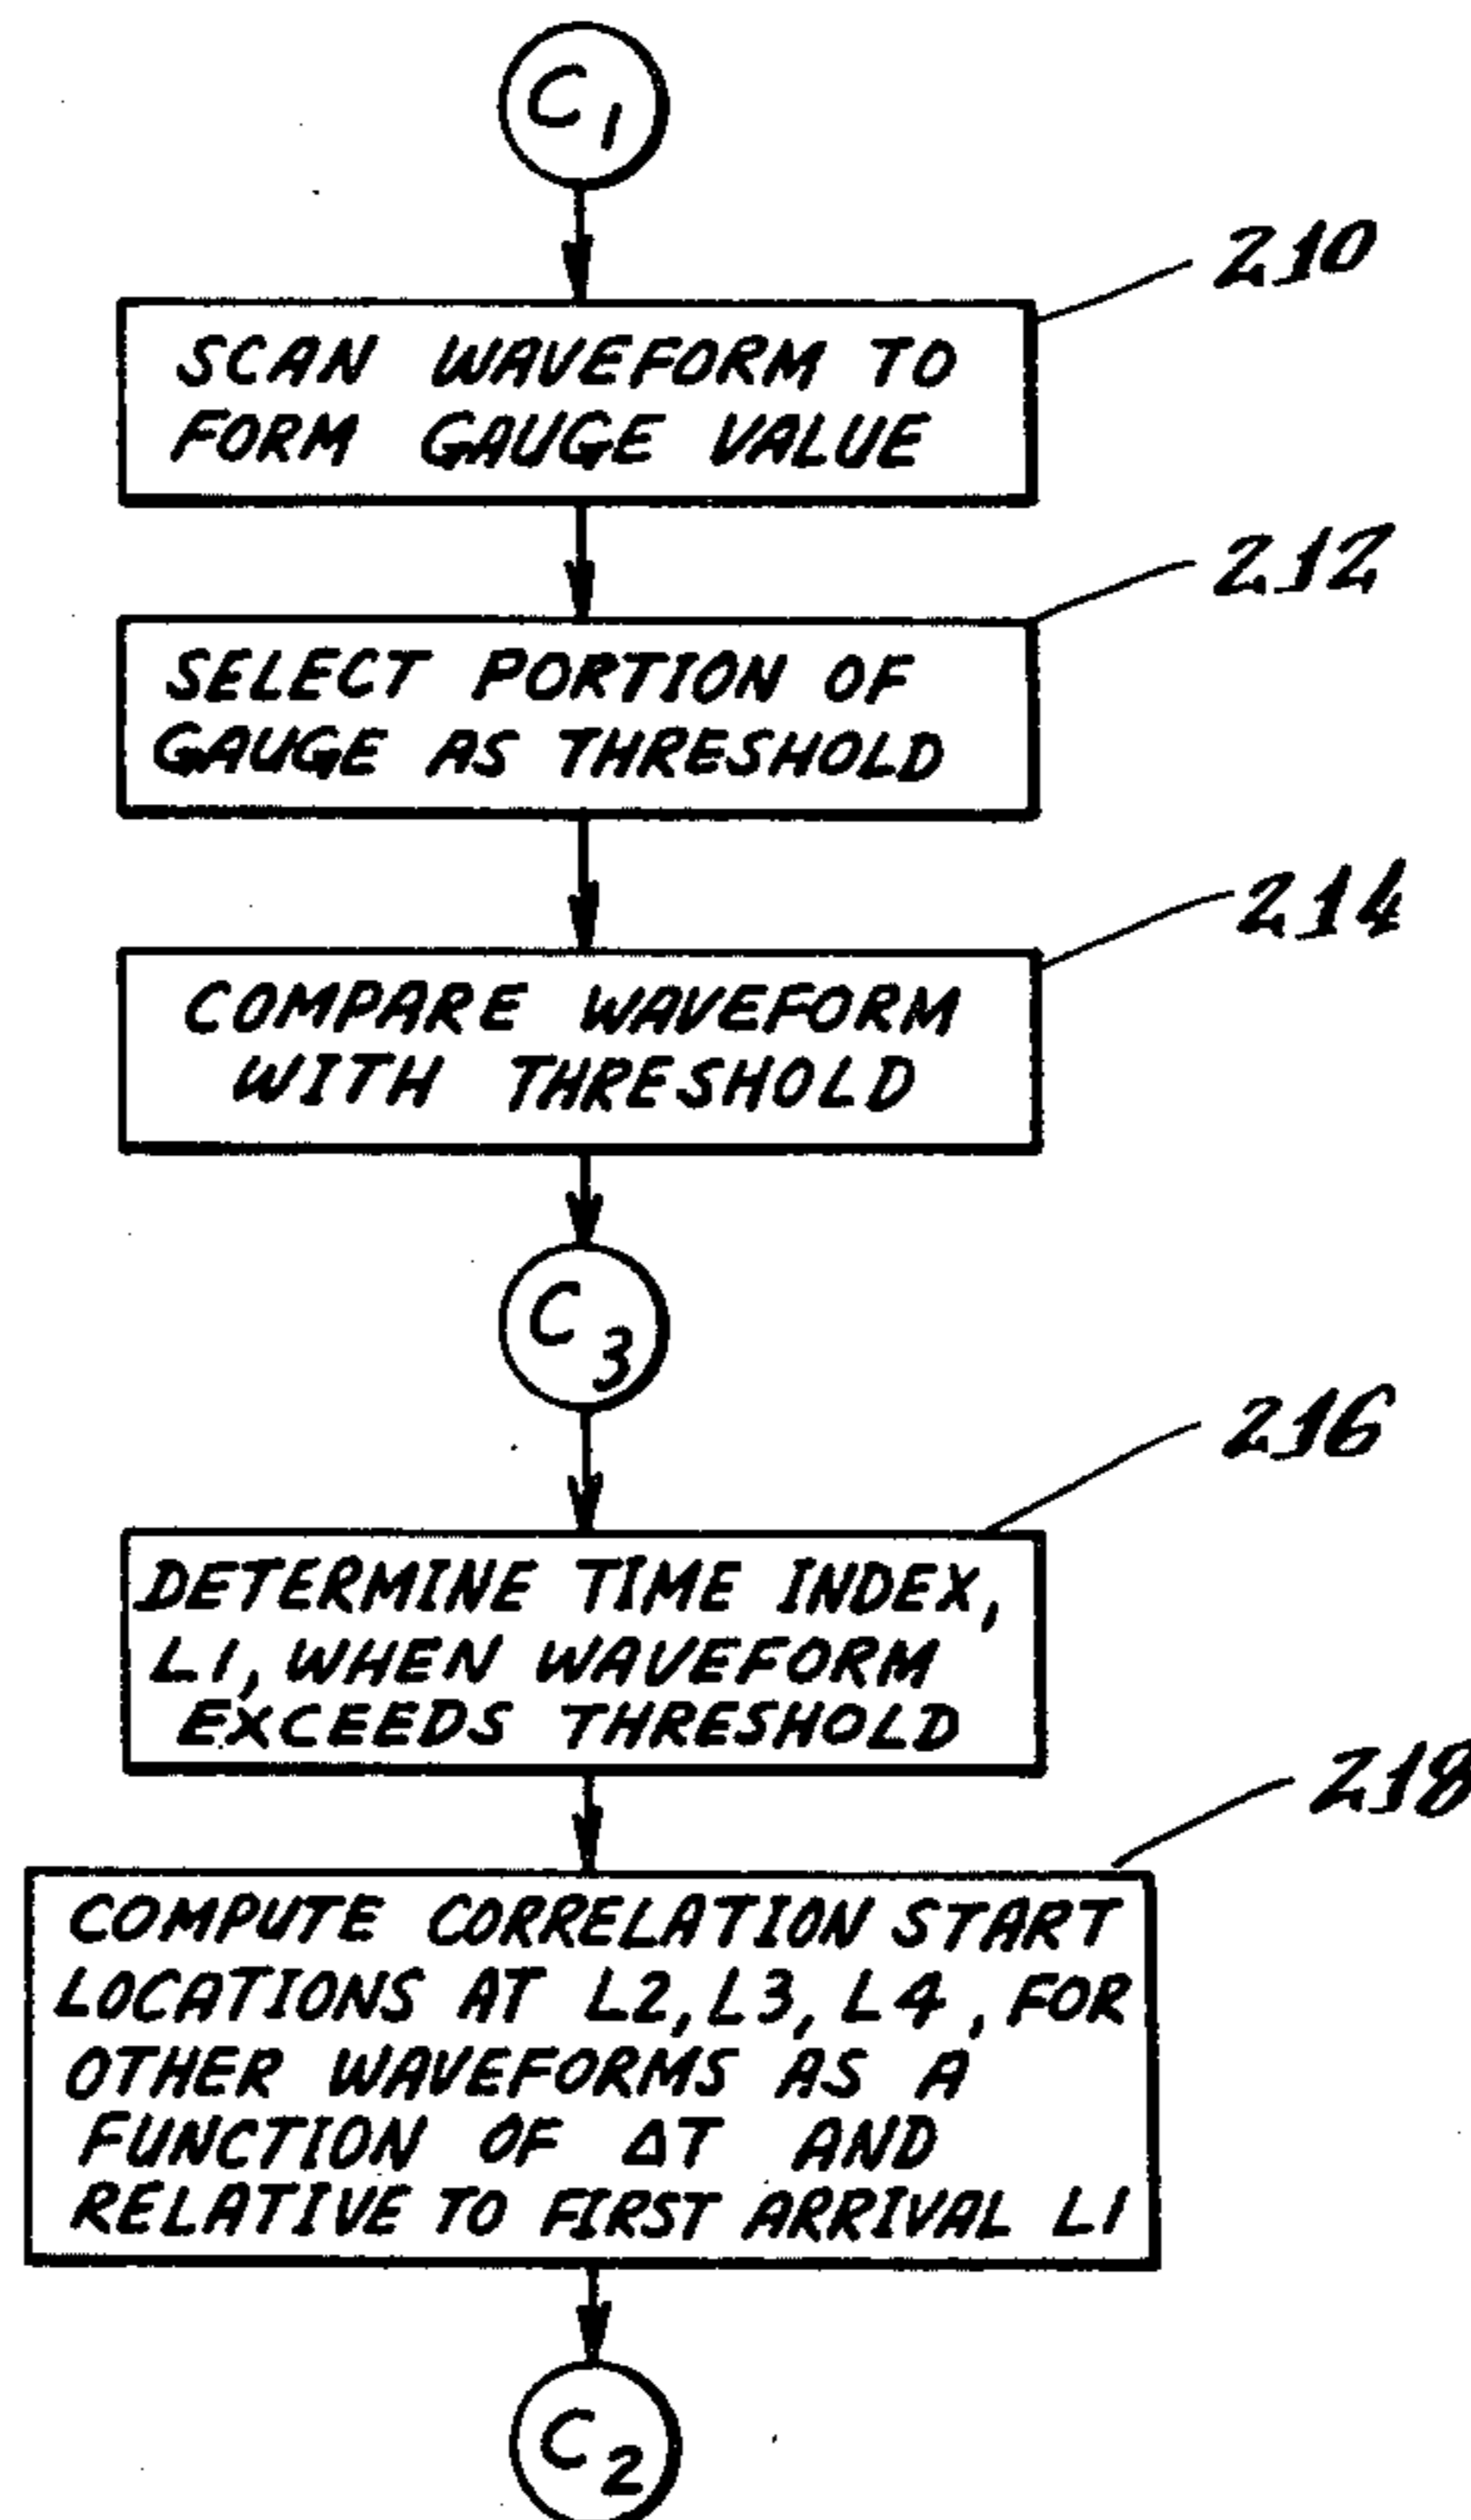 C1
210
SCAN WAVEFORM TO
FORM GAUGE VALUE
212
SELECT PORTION OF
GAUGE AS THRESHOLD
214
COMPARE WAVEFORM
WITH THRESHOLD
C3
216
DETERMINE TIME INDEX,
L1, WHEN WAVEFORM
EXCEEDS THRESHOLD
218
COMPUTE CORRELATION START
LOCATIONS AT L2, L3, L4, FOR
OTHER WAVEFORMS AS A
FUNCTION OF ΔT AND
RELATIVE TO FIRST ARRIVAL L1
C2